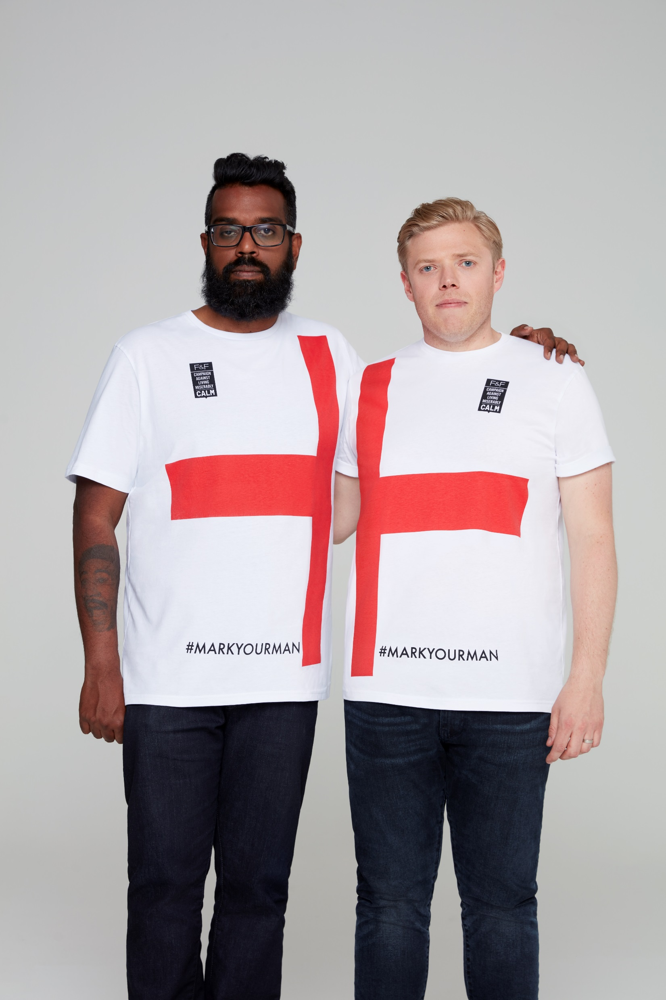 F&F
CAMPAIGN
AGAINST
LIVING
MISERABLY
CALM
F&F
CAMPAIGN
AGAINST
LIVING
MISERABLY
CALM
#MARKYOURMAN
#MARKYOURMAN